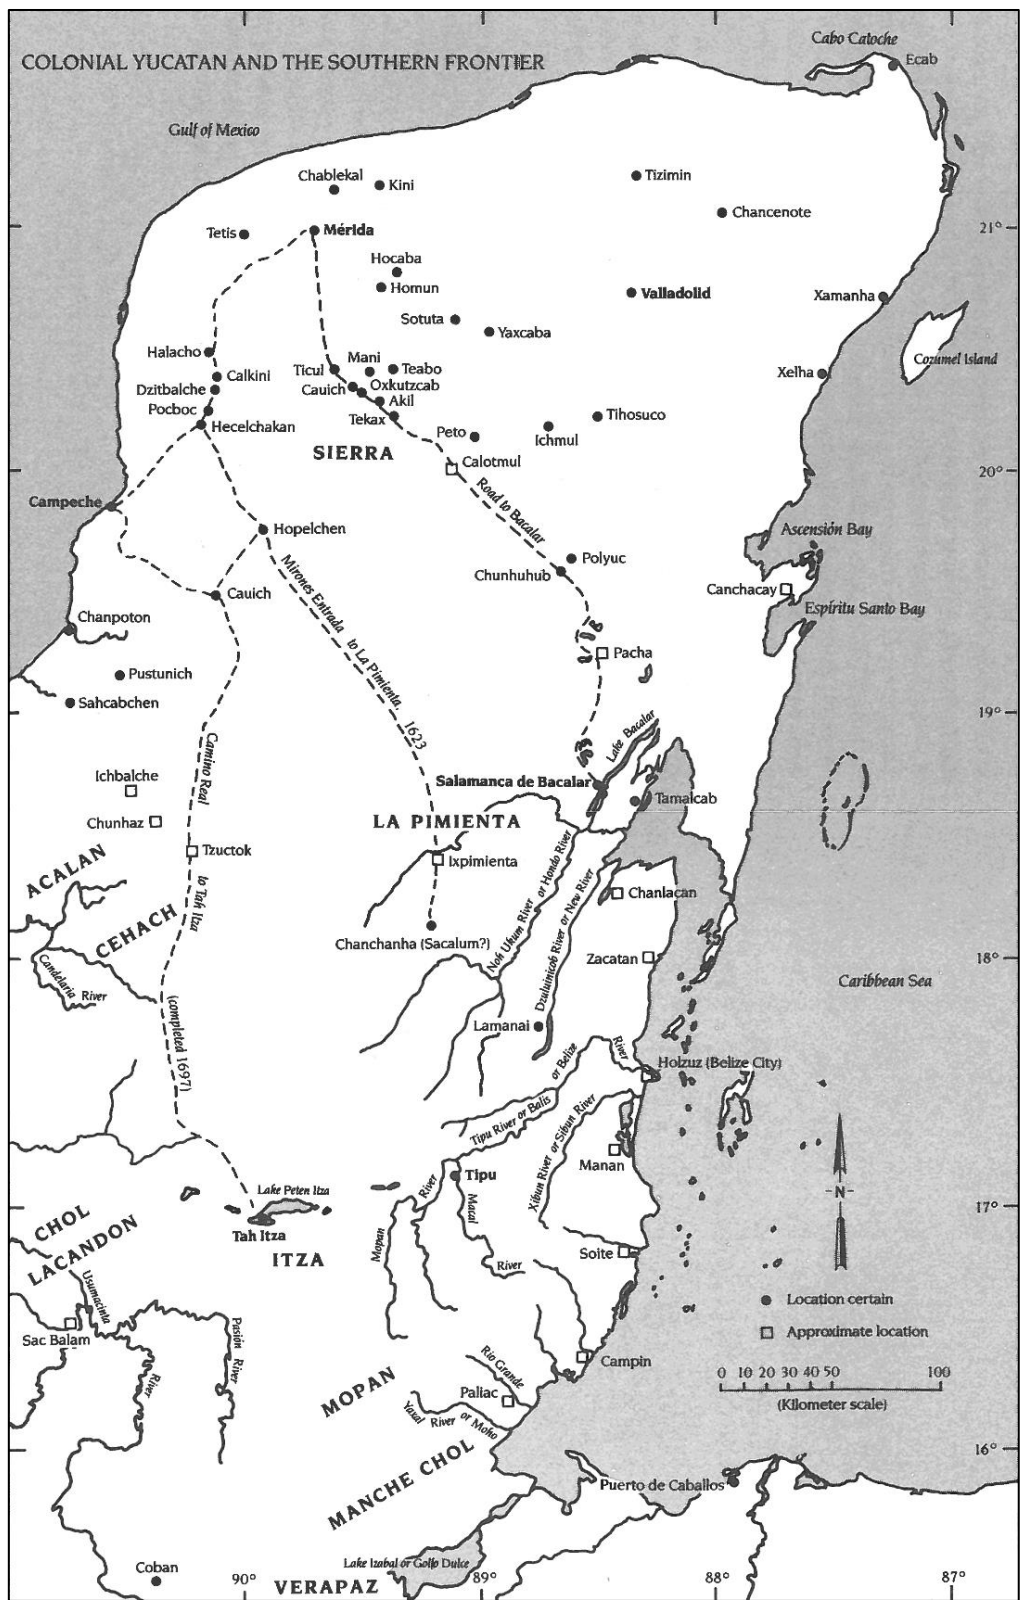 COLONIAL YUCATAN AND THE SOUTHERN FRONTIER
Cabo Catoche
Ecab
Gulf of Mexico
Chablekal
Kini
Tizimin
Chancenote
Tetis
Mérida
21°
Hocaba
Homun
Valladolid
Xamanha
Sotuta
Yaxcaba
Halacho
Mani
Cozumel Island
Ticul
Teabo
Calkini
Xelha
Dzitbalche
Cauich
Oxkutzcab
Akil
Pocboc
Tekax
Tihosuco
Hecelchakan
Peto
Ichmul
SIERRA
Calotmul
20°
Road to Bacalar
Campeche
Hopelchen
Ascensión Bay
Polyuc
Chunhuhub
Mirones Entrada to La Pimienta, 1623
Cauich
Canchacay
Espíritu Santo Bay
Chanpoton
Pacha
Pustunich
Sahcabchen
19°
Lake Bacalar
Camino Real
to Tah Itza
(completed 1697)
Ichbalche
Salamanca de Bacalar
Tamalcab
Chunhaz
LA PIMIENTA
Tzuctok
Ixpimienta
ACALAN
Noh Ukum River or Hondo River
Dzuluinicob River or New River
Chanlacan
CEHACH
Chanchanha (Sacalum?)
Zacatan
18°
Candelaria River
Caribbean Sea
Lamanai
Tipu River or Balis or Belize River
Holzuz (Belize City)
Xibun River or Sibun River
Manan
Tipu
Lake Peten Itza
Mopan River
Macal River
N
17°
CHOL
LACANDON
Tah Itza
ITZA
Soite
Usumacinta River
Location certain
Sac Balam
Pasión River
Approximate location
Campin
Rio Grande
MOPAN
0 10 20 30 40 50 100
(Kilometer scale)
Paliac
Yaxal River or Moho
MANCHE CHOL
16°
Puerto de Caballos
Lake Izabal or Golfo Dulce
Coban
VERAPAZ
90°
89°
88°
87°